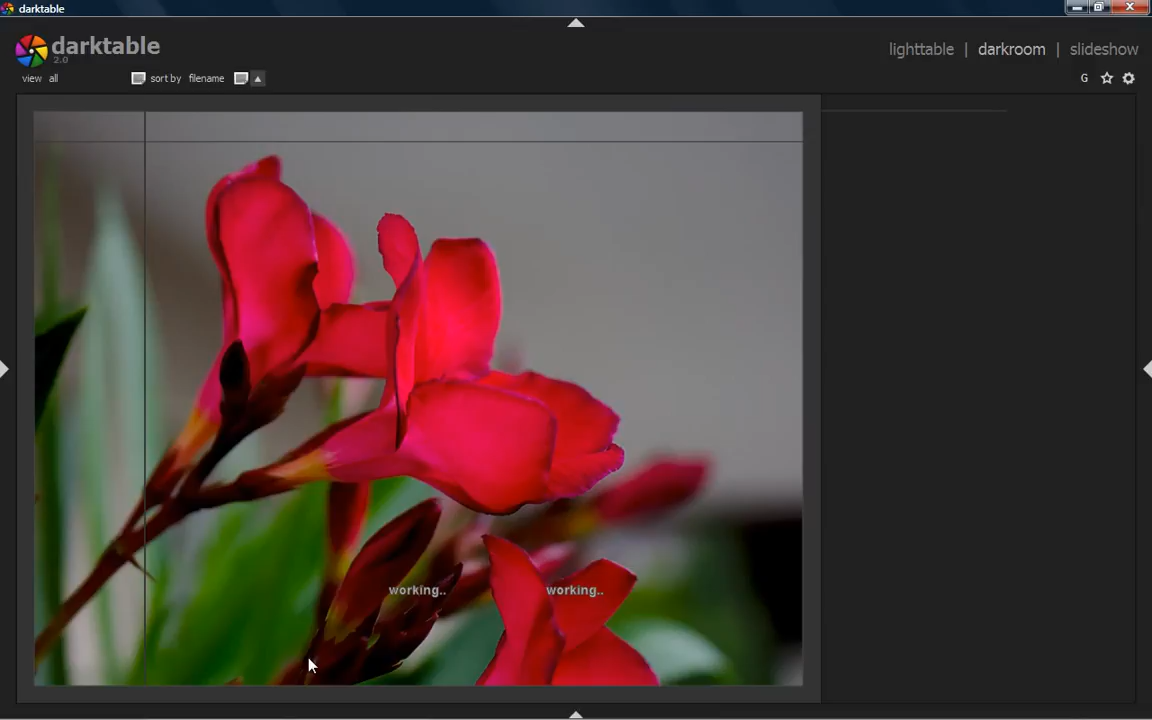 darktable
darktable
2.0
lighttable | darkroom | slideshow
view all sort by filename
G
working.. working..